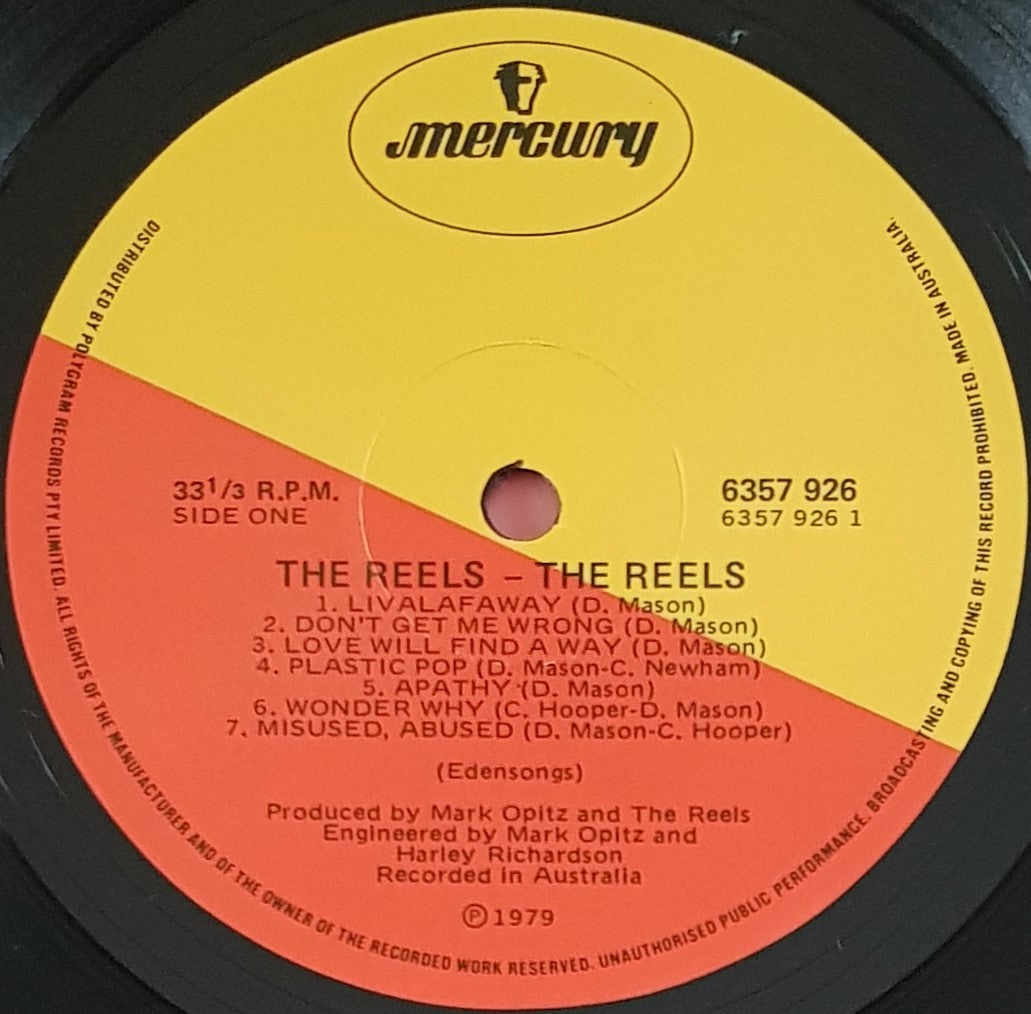 mercury
33 1/3 R.P.M.
SIDE ONE
6357 926
6357 926 1
THE REELS – THE REELS
1. LIVALAFAWAY (D. Mason)
2. DON'T GET ME WRONG (D. Mason)
3. LOVE WILL FIND A WAY (D. Mason)
4. PLASTIC POP (D. Mason-C. Newham)
5. APATHY (D. Mason)
6. WONDER WHY (C. Hooper-D. Mason)
7. MISUSED, ABUSED (D. Mason-C. Hooper)
(Edensongs)
Produced by Mark Opitz and The Reels
Engineered by Mark Opitz and
Harley Richardson
Recorded in Australia
℗ 1979
DISTRIBUTED BY POLYGRAM RECORDS PTY LIMITED. ALL RIGHTS OF THE MANUFACTURER AND OF THE OWNER OF THE RECORDED WORK RESERVED. UNAUTHORISED PUBLIC PERFORMANCE, BROADCASTING AND COPYING OF THIS RECORD PROHIBITED. MADE IN AUSTRALIA.